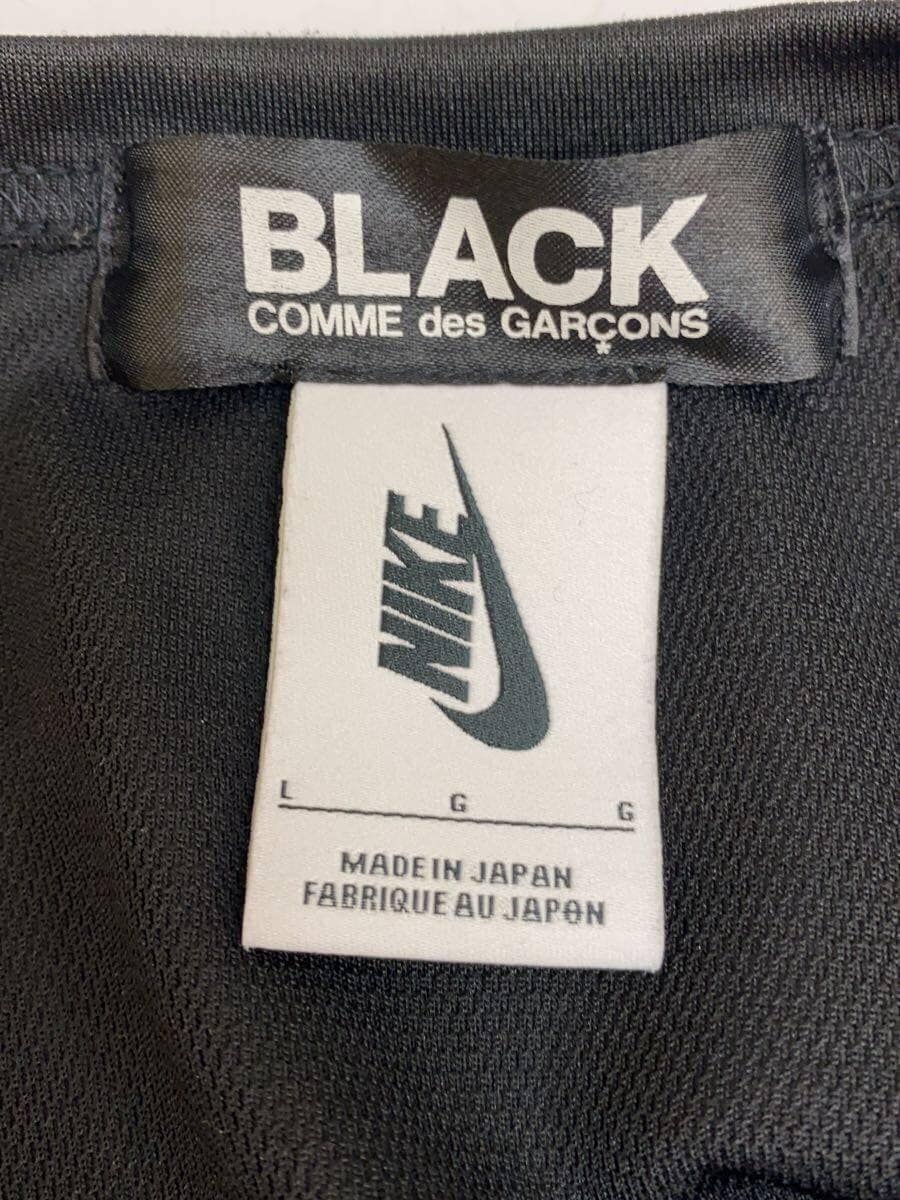 BLACK
COMME des GARÇONS
NIKE
L G G
MADE IN JAPAN
FABRIQUE AU JAPON